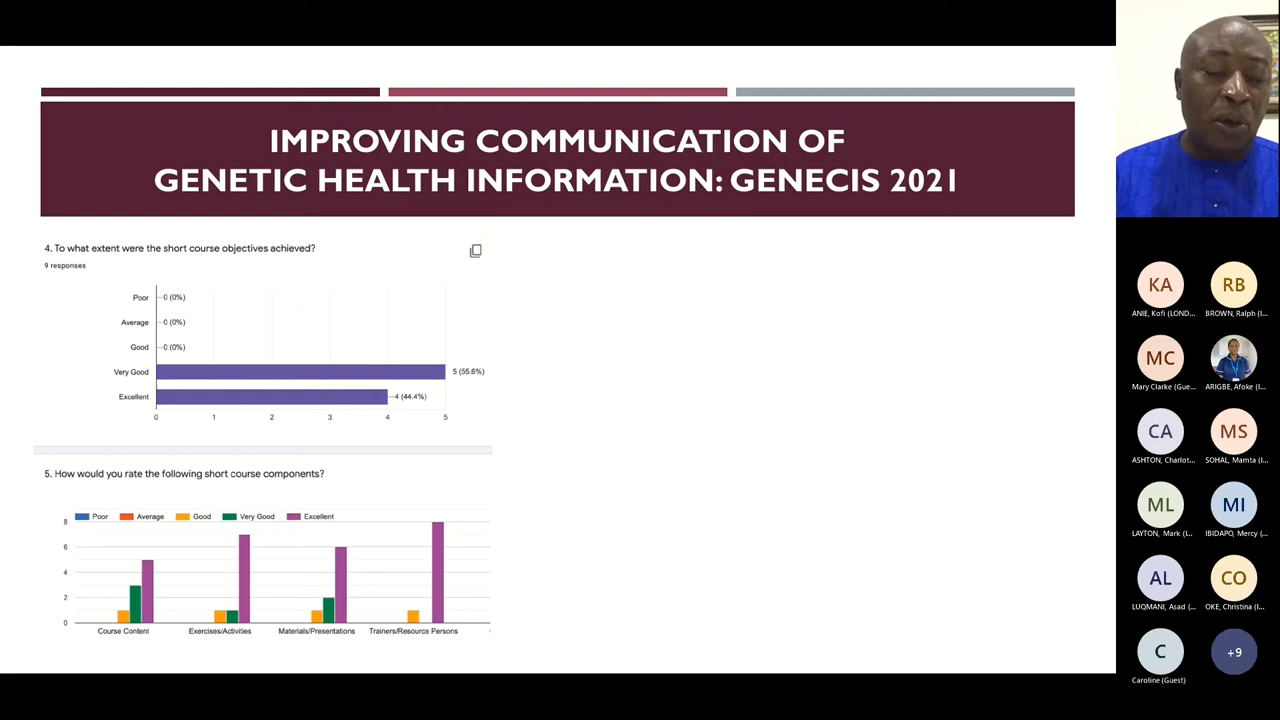 IMPROVING COMMUNICATION OF
GENETIC HEALTH INFORMATION: GENECIS 2021
4. To what extent were the short course objectives achieved?
9 responses
Poor 0 (0%)
Average 0 (0%)
Good 0 (0%)
Very Good 5 (55.6%)
Excellent 4 (44.4%)
0 1 2 3 4 5
5. How would you rate the following short course components?
Poor Average Good Very Good Excellent
8
6
4
2
0
Course Content Exercises/Activities Materials/Presentations Trainers/Resource Persons
KA RB
ANIE, Kofi (LOND... BROWN, Ralph (I...
MC
Mary Clarke (Gue... ARIGBE, Afoke (I...
CA MS
ASHTON, Charlot... SOHAL, Mamta (I...
ML MI
LAYTON, Mark (I... IBIDAPO, Mercy (...
AL CO
LUQMANI, Asad (... OKE, Christina (I...
C +9
Caroline (Guest)